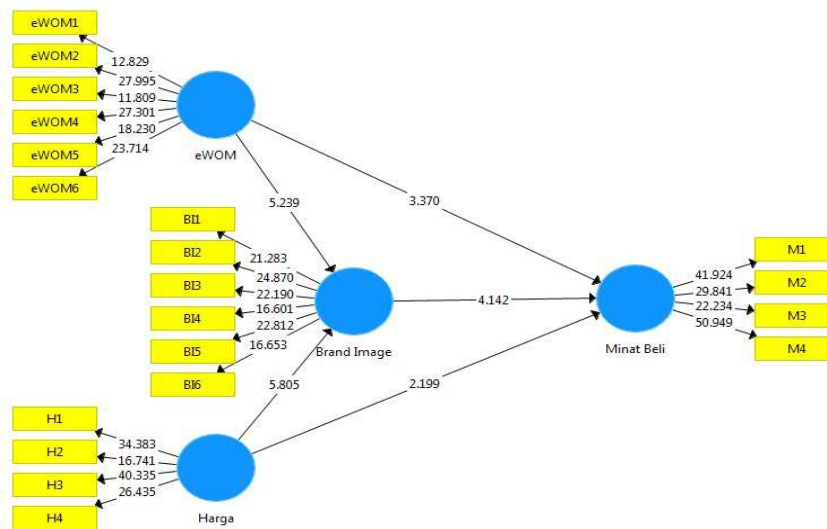 eWOM1
eWOM2
eWOM3
eWOM4
eWOM5
eWOM6
12.829
27.995
11.809
27.301
18.230
23.714
eWOM
5.239
3.370
BI1
BI2
BI3
BI4
BI5
BI6
21.283
24.870
22.190
16.601
22.812
16.653
Brand Image
4.142
5.805
2.199
M1
M2
M3
M4
41.924
29.841
22.234
50.949
Minat Beli
H1
H2
H3
H4
34.383
16.741
40.335
26.435
Harga